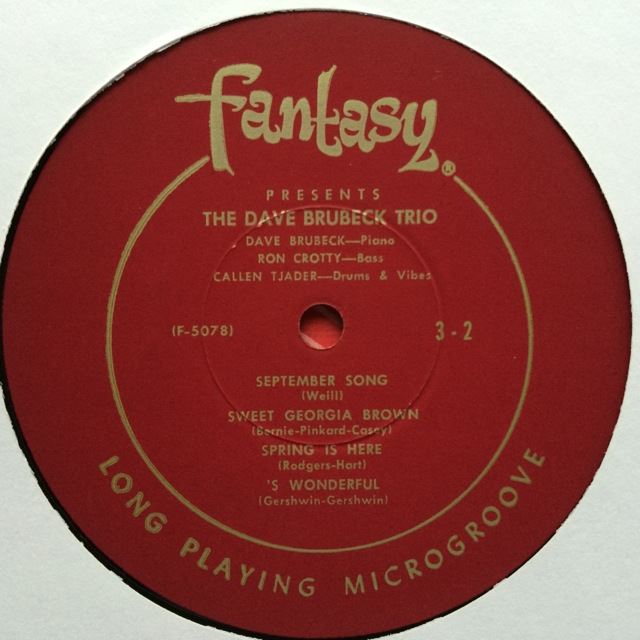 fantasy®
PRESENTS
THE DAVE BRUBECK TRIO
DAVE BRUBECK—Piano
RON CROTTY—Bass
CALLEN TJADER—Drums & Vibes
(F-5078)
3-2
SEPTEMBER SONG
(Weill)
SWEET GEORGIA BROWN
(Bernie-Pinkard-Casey)
SPRING IS HERE
(Rodgers-Hart)
'S WONDERFUL
(Gershwin-Gershwin)
LONG PLAYING MICROGROOVE